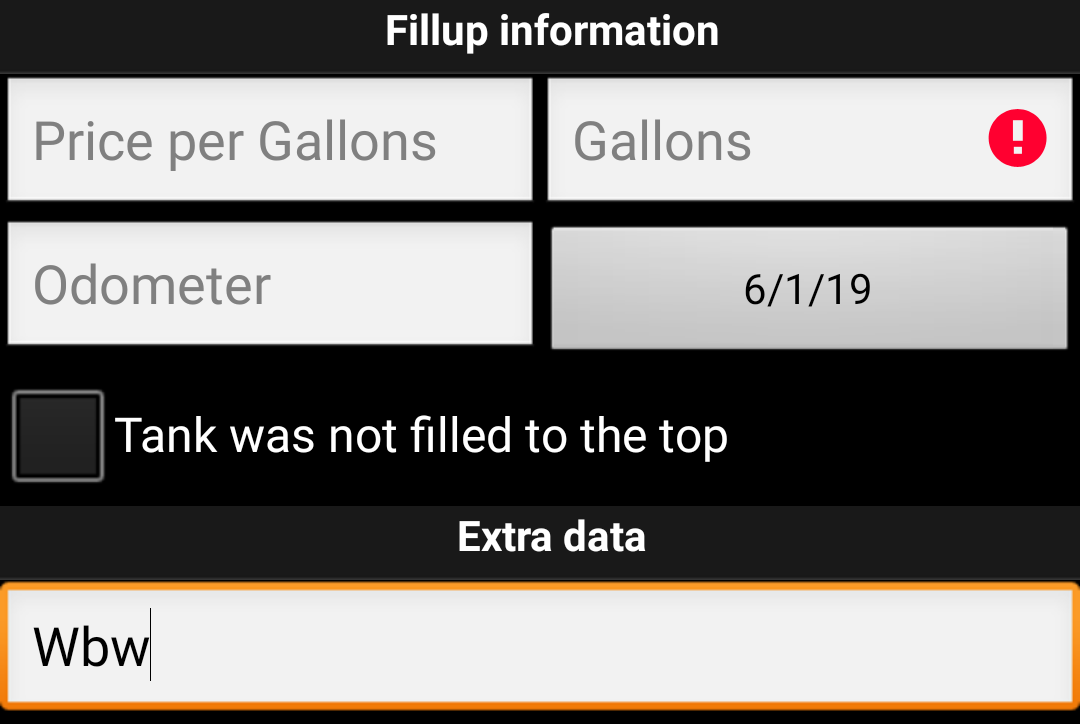 Fillup information
Price per Gallons
Gallons
Odometer
6/1/19
Tank was not filled to the top
Extra data
Wbw